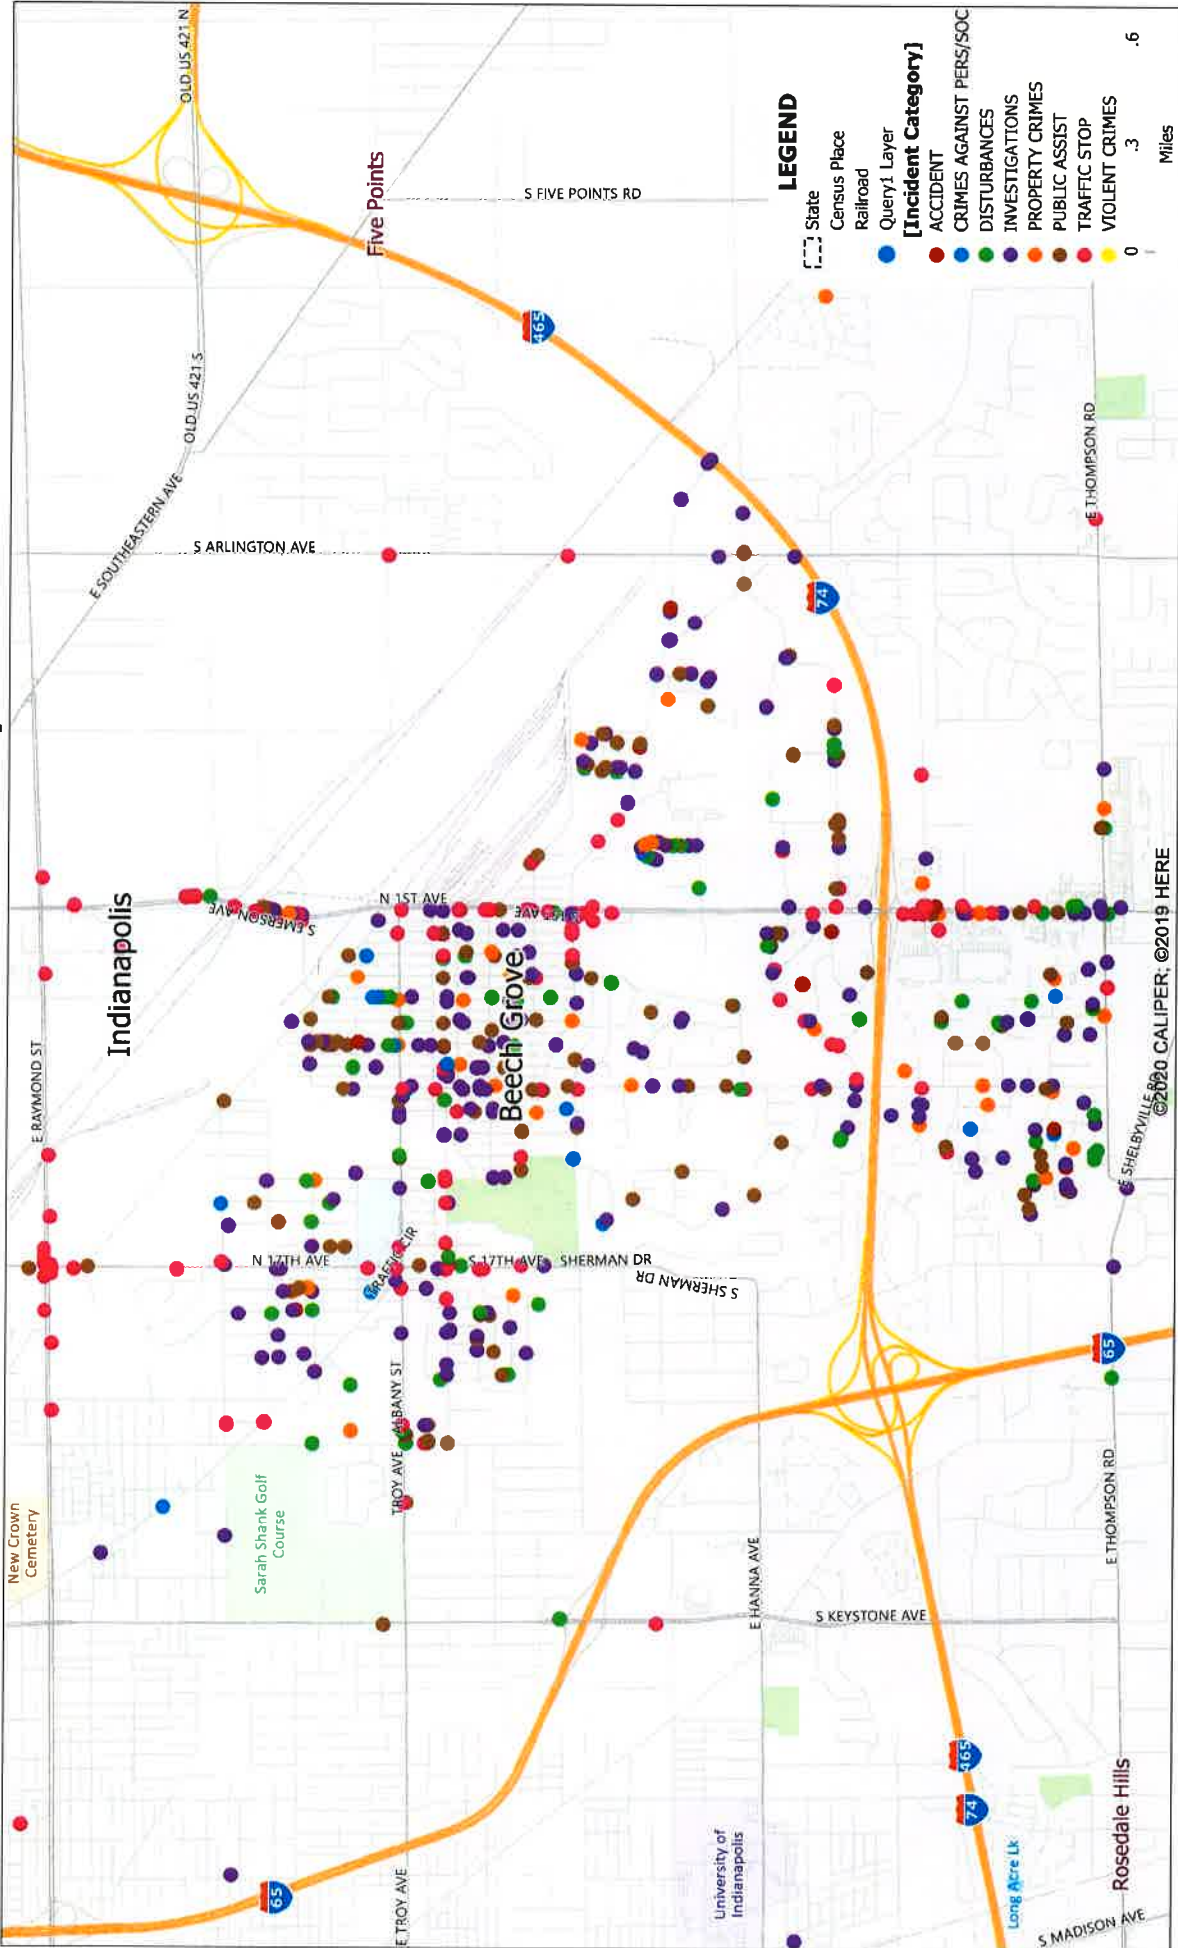 OLD US 421 N
OLD US 421 S
E SOUTHEASTERN AVE
E RAYMOND ST
Indianapolis
Five Points
S FIVE POINTS RD
465
S ARLINGTON AVE
74
E THOMPSON RD
S EMERSON AVE
N 1ST AVE
S 1ST AVE
Beech Grove
N 17TH AVE
TRAFFIC CIR
S 17TH AVE
SHERMAN DR
S SHERMAN DR
TROY AVE
ALBANY ST
E SHELBYVILLE RD
New Crown
Cemetery
Sarah Shank Golf
Course
65
E THOMPSON RD
E HANNA AVE
S KEYSTONE AVE
E TROY AVE
65
University of
Indianapolis
465
74
Long Acre Lk
Rosedale Hills
S MADISON AVE
LEGEND
State
Census Place
Railroad
Query1 Layer
[Incident Category]
ACCIDENT
CRIMES AGAINST PERS/SOC
DISTURBANCES
INVESTIGATIONS
PROPERTY CRIMES
PUBLIC ASSIST
TRAFFIC STOP
VIOLENT CRIMES
0 .3 .6
Miles
©2020 CALIPER; ©2019 HERE